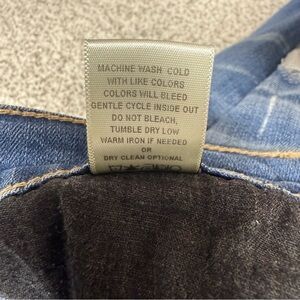 MACHINE WASH COLD
WITH LIKE COLORS
COLORS WILL BLEED
GENTLE CYCLE INSIDE OUT
DO NOT BLEACH,
TUMBLE DRY LOW
WARM IRON IF NEEDED
OR
DRY CLEAN OPTIONAL